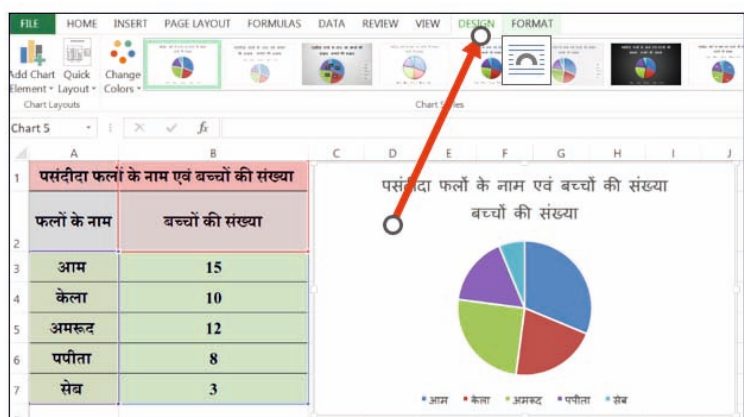 FILE HOME INSERT PAGE LAYOUT FORMULAS DATA REVIEW VIEW DESIGN FORMAT
Add Chart Quick Change
Element Layout Colors
Chart Layouts
Chart 5 fx
A B C D E F G H I J
1 पसंदीदा फलों के नाम एवं बच्चों की संख्या
2 फलों के नाम बच्चों की संख्या
3 आम 15
4 केला 10
5 अमरूद 12
6 पपीता 8
7 सेब 3
पसंदीदा फलों के नाम एवं बच्चों की संख्या
बच्चों की संख्या
आम केला अमरूद पपीता सेब